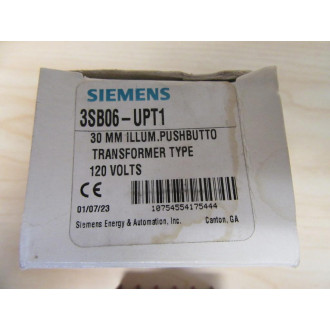 SIEMENS
3SB06-UPT1
30 MM ILLUM.PUSHBUTTO
TRANSFORMER TYPE
120 VOLTS
CE
01/07/23
10754554175444
Siemens Energy & Automation, Inc. Canton, GA